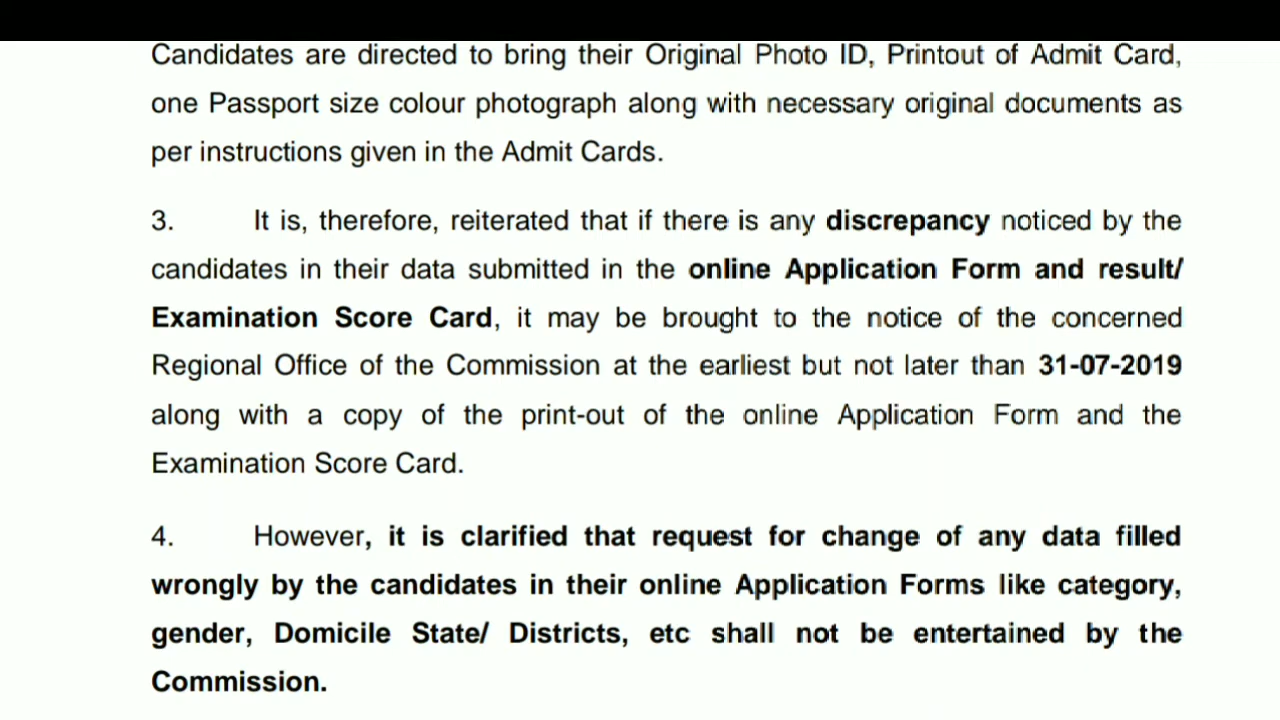 Candidates are directed to bring their Original Photo ID, Printout of Admit Card,
one Passport size colour photograph along with necessary original documents as
per instructions given in the Admit Cards.
3. It is, therefore, reiterated that if there is any discrepancy noticed by the
candidates in their data submitted in the online Application Form and result/
Examination Score Card, it may be brought to the notice of the concerned
Regional Office of the Commission at the earliest but not later than 31-07-2019
along with a copy of the print-out of the online Application Form and the
Examination Score Card.
4. However, it is clarified that request for change of any data filled
wrongly by the candidates in their online Application Forms like category,
gender, Domicile State/ Districts, etc shall not be entertained by the
Commission.